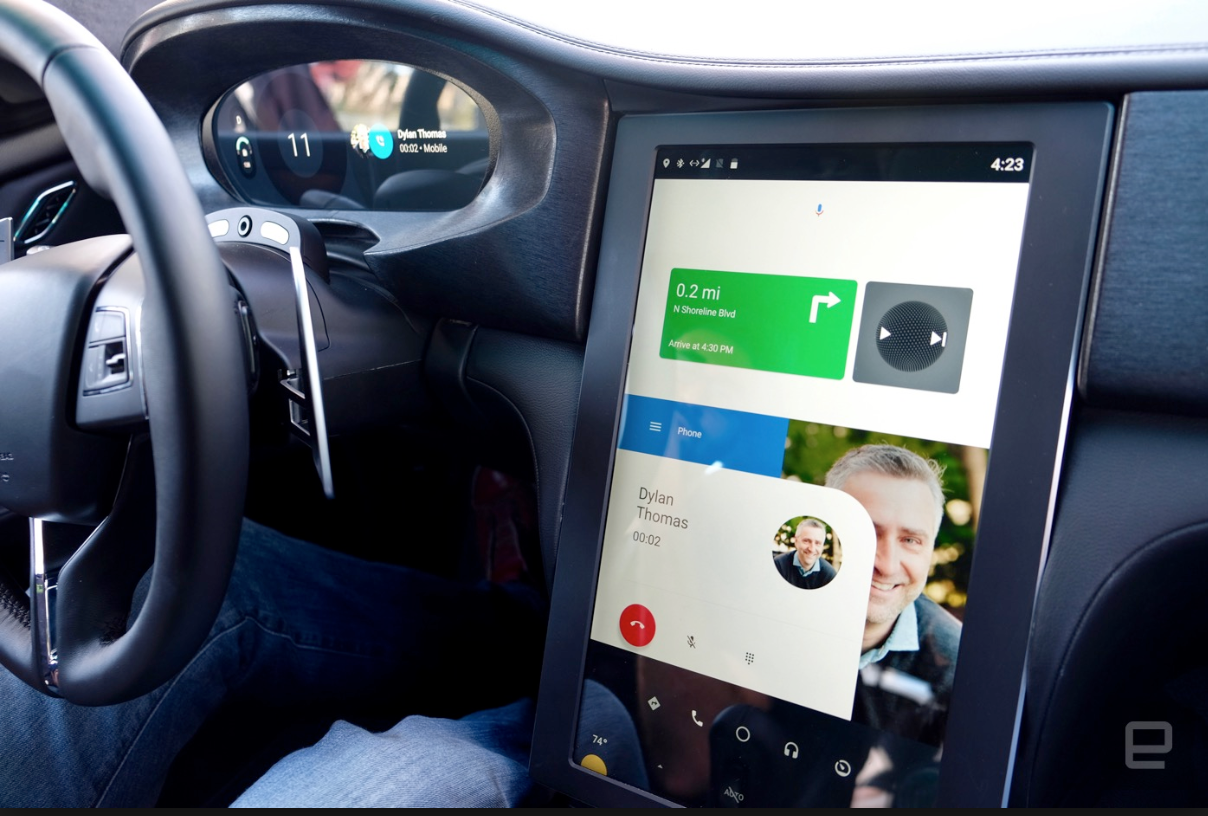 D
11
Dylan Thomas
00:02 • Mobile
4:23
0.2 mi
N Shoreline Blvd
Arrive at 4:30 PM
Phone
Dylan
Thomas
00:02
74°
AUTO
e